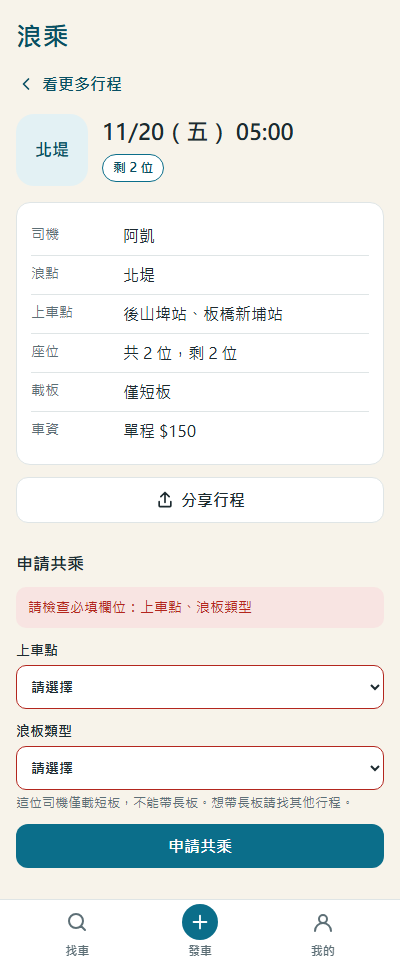 浪乘
看更多行程
北堤
11/20（五） 05:00
剩 2 位
司機 阿凱
浪點 北堤
上車點 後山埤站、板橋新埔站
座位 共 2 位，剩 2 位
載板 僅短板
車資 單程 $150
分享行程
申請共乘
請檢查必填欄位：上車點、浪板類型
上車點
請選擇
浪板類型
請選擇
這位司機僅載短板，不能帶長板。想帶長板請找其他行程。
申請共乘
找車 發車 我的